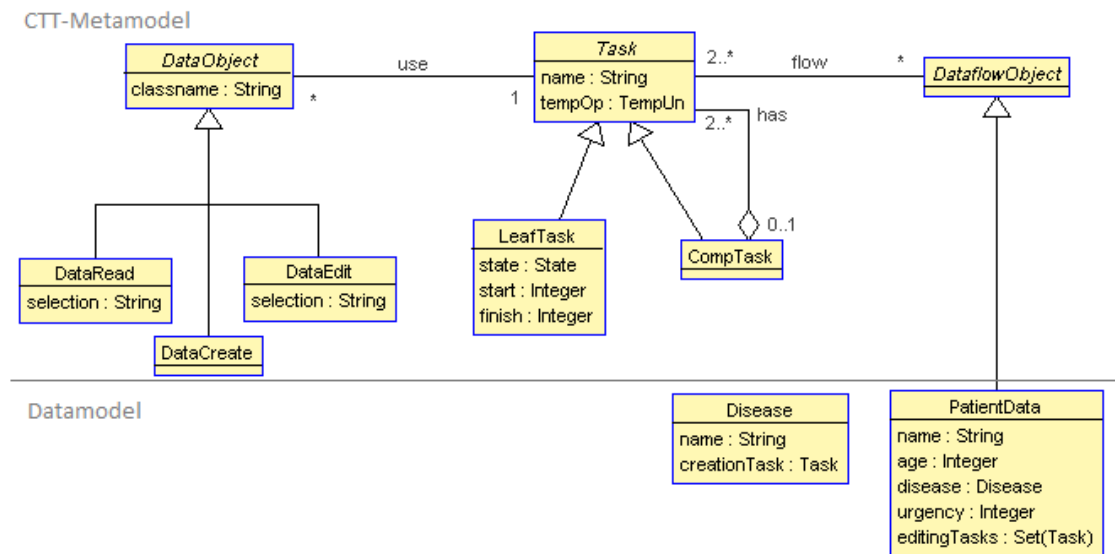 CTT-Metamodel
DataObject
classname : String
*
use
1
Task
name : String
tempOp : TempUn
2..*
flow
*
DataflowObject
2..*
has
0..1
LeafTask
state : State
start : Integer
finish : Integer
CompTask
DataRead
selection : String
DataEdit
selection : String
DataCreate
Datamodel
Disease
name : String
creationTask : Task
PatientData
name : String
age : Integer
disease : Disease
urgency : Integer
editingTasks : Set(Task)